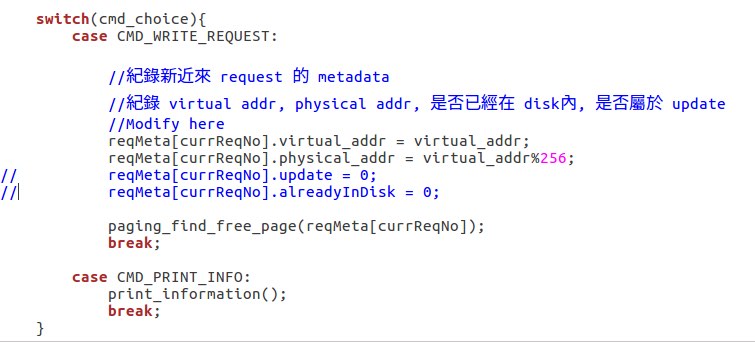 switch(cmd_choice){
case CMD_WRITE_REQUEST:
//紀錄新近來 request 的 metadata
//紀錄 virtual addr, physical addr, 是否已經在 disk內, 是否屬於 update
//Modify here
reqMeta[currReqNo].virtual_addr = virtual_addr;
reqMeta[currReqNo].physical_addr = virtual_addr%256;
// reqMeta[currReqNo].update = 0;
// reqMeta[currReqNo].alreadyInDisk = 0;
paging_find_free_page(reqMeta[currReqNo]);
break;
case CMD_PRINT_INFO:
print_information();
break;
}